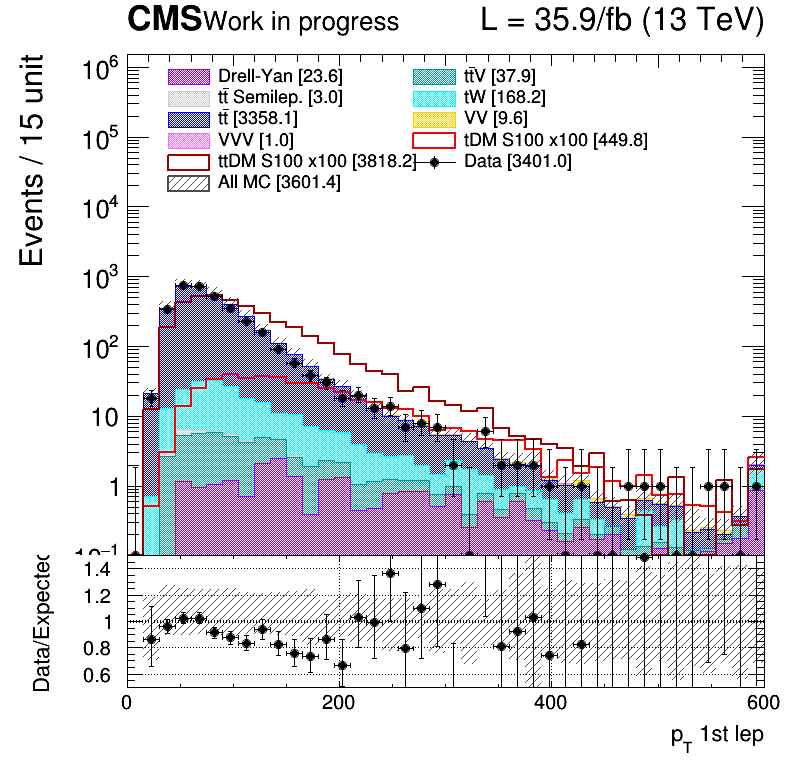 CMS Work in progress L = 35.9/fb (13 TeV)
Events / 15 unit
10⁶
10⁵
10⁴
10³
10²
10
1
10⁻¹
Drell-Yan [23.6]
tt̄V [37.9]
tt̄ Semilep. [3.0]
tW [168.2]
tt̄ [3358.1]
VV [9.6]
VVV [1.0]
tDM S100 x100 [449.8]
ttDM S100 x100 [3818.2]
Data [3401.0]
All MC [3601.4]
Data/Expected
1.4
1.2
1
0.8
0.6
0 200 400 600
p_T 1st lep